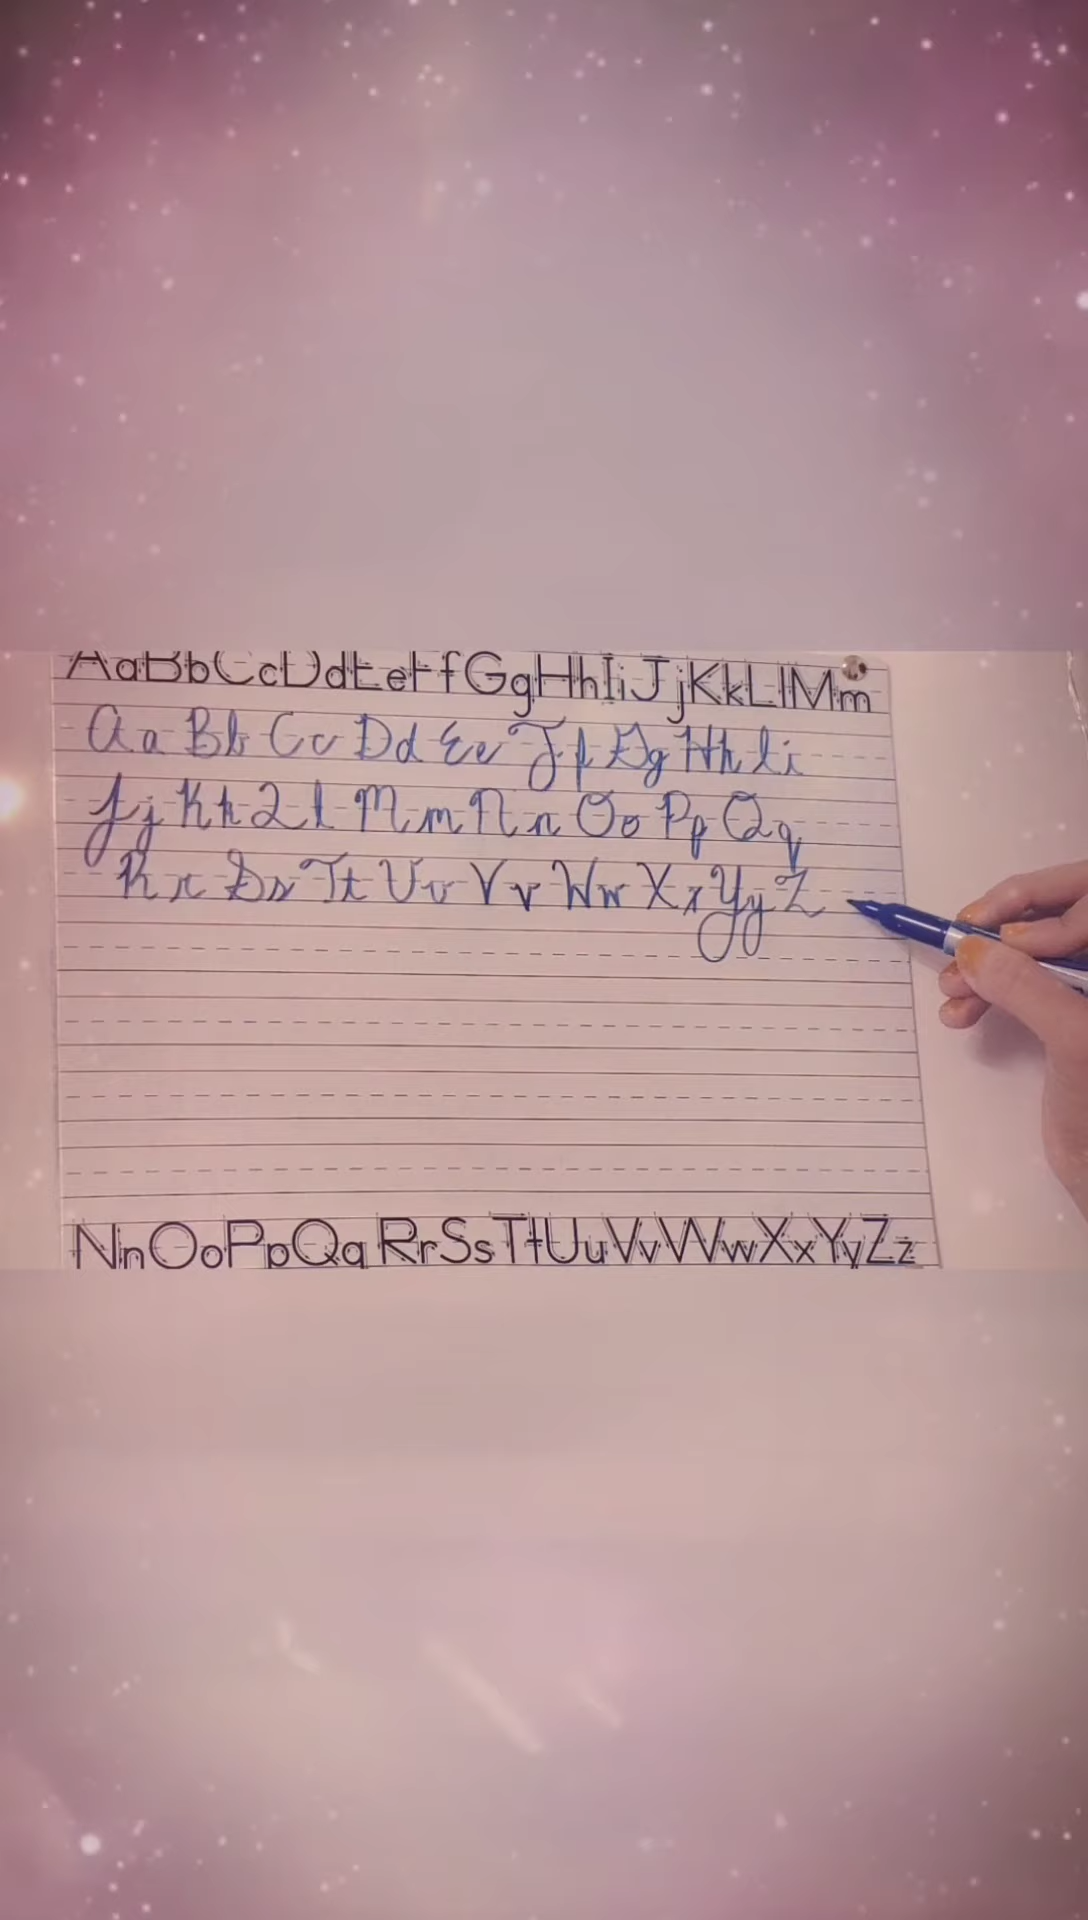 AaBbCcDdEeFfGgHhIiJjKkLlMm
Aa Bb Cc Dd Ee Ff Gg Hh Ii
Jj Kk Ll Mm Nn Oo Pp Qq
Rr Ss Tt Uu Vv Ww Xx Yy Z
NnOoPpQqRrSsTtUuVvWwXxYyZz